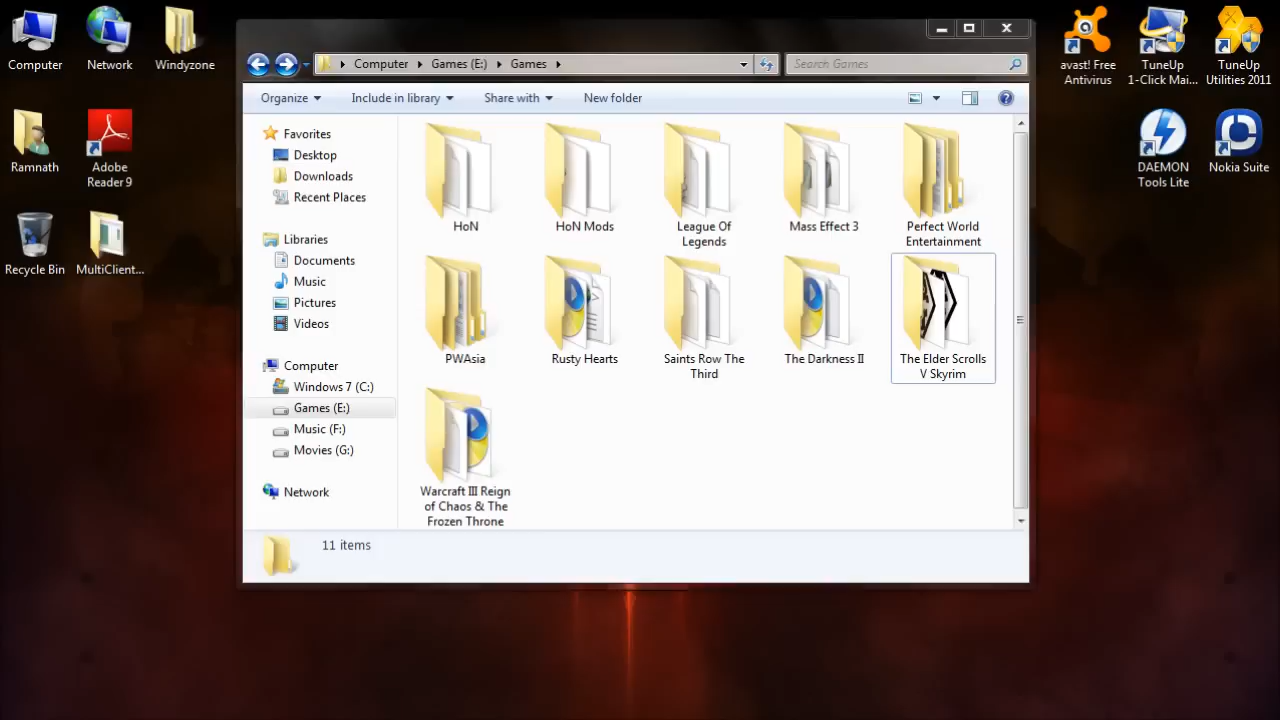 Computer
Network
Windyzone
Ramnath
Adobe
Reader 9
Recycle Bin
MultiClient...
Computer
Games (E:)
Games
Search Games
Organize
Include in library
Share with
New folder
Favorites
Desktop
Downloads
Recent Places
Libraries
Documents
Music
Pictures
Videos
Computer
Windows 7 (C:)
Games (E:)
Music (F:)
Movies (G:)
Network
HoN
HoN Mods
League Of
Legends
Mass Effect 3
Perfect World
Entertainment
PWAsia
Rusty Hearts
Saints Row The
Third
The Darkness II
The Elder Scrolls
V Skyrim
Warcraft III Reign
of Chaos & The
Frozen Throne
11 items
avast! Free
Antivirus
TuneUp
1-Click Mai...
TuneUp
Utilities 2011
DAEMON
Tools Lite
Nokia Suite